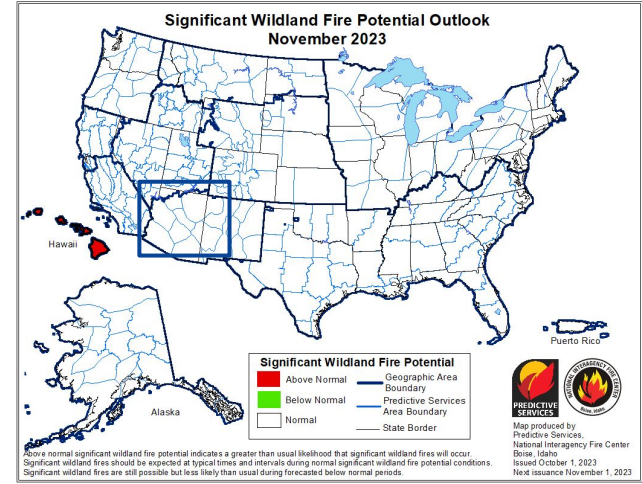 Significant Wildland Fire Potential Outlook
November 2023
Hawaii
Alaska
Puerto Rico
Significant Wildland Fire Potential
Above Normal
Below Normal
Normal
Geographic Area
Boundary
Predictive Services
Area Boundary
State Border
PREDICTIVE
SERVICES
NATIONAL INTERAGENCY FIRE CENTER
Boise, Idaho
Map produced by
Predictive Services,
National Interagency Fire Center
Boise, Idaho
Issued October 1, 2023
Next issuance November 1, 2023
Above normal significant wildland fire potential indicates a greater than usual likelihood that significant wildland fires will occur.
Significant wildland fires should be expected at typical times and intervals during normal significant wildland fire potential conditions.
Significant wildland fires are still possible but less likely than usual during forecasted below normal periods.